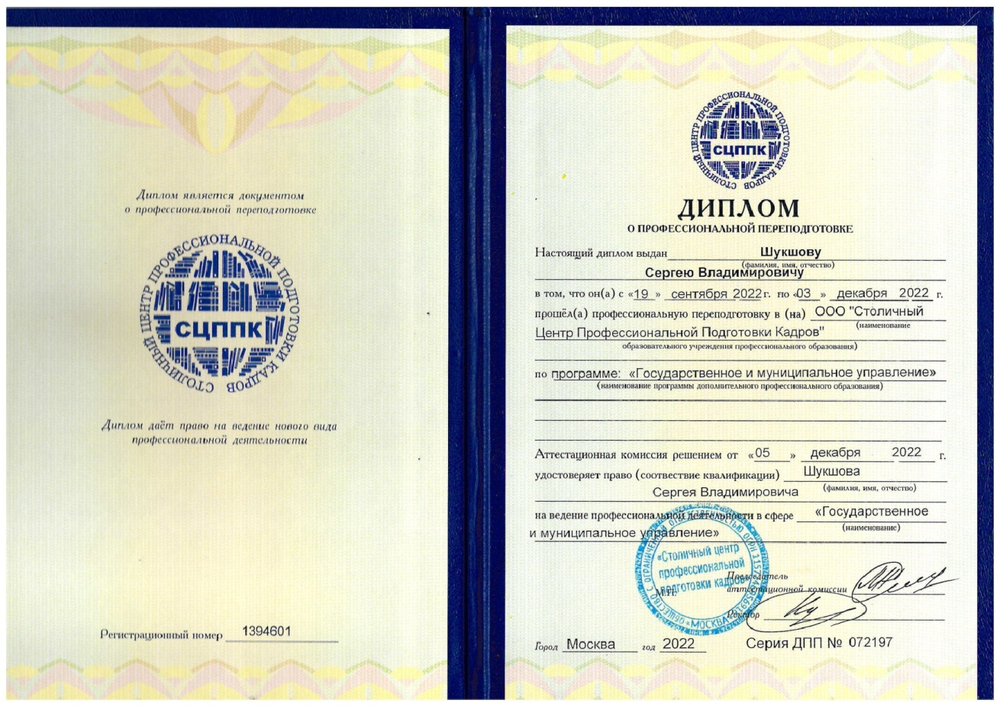 Диплом является документом
о профессиональной переподготовке
СТОЛИЧНЫЙ ЦЕНТР ПРОФЕССИОНАЛЬНОЙ ПОДГОТОВКИ КАДРОВ
СЦППК
Диплом даёт право на ведение нового вида
профессиональной деятельности
Регистрационный номер 1394601
СТОЛИЧНЫЙ ЦЕНТР ПРОФЕССИОНАЛЬНОЙ ПОДГОТОВКИ КАДРОВ
СЦППК
ДИПЛОМ
О ПРОФЕССИОНАЛЬНОЙ ПЕРЕПОДГОТОВКЕ
Настоящий диплом выдан Шукшову
(фамилия, имя, отчество)
Сергею Владимировичу
в том, что он(а) с «19 » сентября 2022 г. по «03 » декабря 2022 г.
прошёл(а) профессиональную переподготовку в (на) ООО "Столичный
(наименование
Центр Профессиональной Подготовки Кадров"
образовательного учреждения профессионального образования)
по программе: «Государственное и муниципальное управление»
(наименование программы дополнительного профессионального образования)
Аттестационная комиссия решением от «05 » декабря 2022 г.
удостоверяет право (соотвествие квалификации) Шукшова
(фамилия, имя, отчество)
Сергея Владимировича
на ведение профессиональной деятельности в сфере «Государственное
(наименование)
и муниципальное управление»
ОБЩЕСТВО С ОГРАНИЧЕННОЙ ОТВЕТСТВЕННОСТЬЮ ОГРН
МОСКВА
«Столичный центр
профессиональной
подготовки кадров»
М.П.
Председатель
аттестационной комиссии
Ректор
Город Москва год 2022 Серия ДПП № 072197